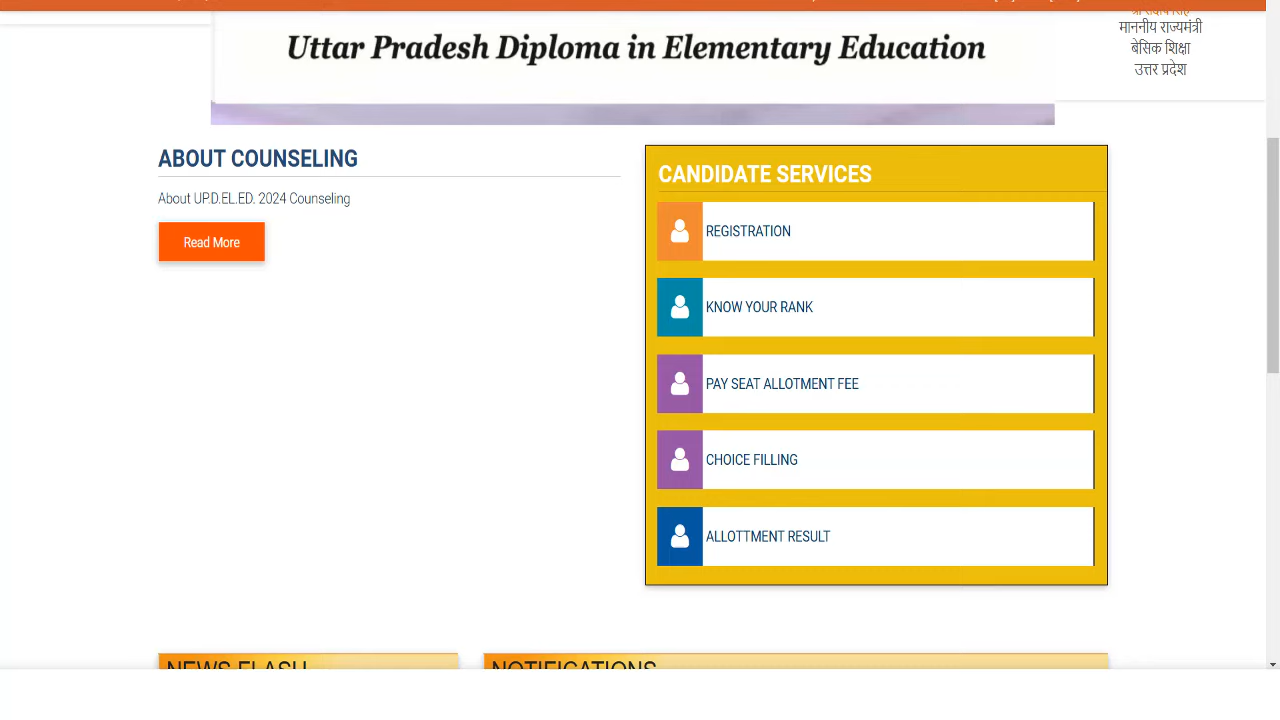 Uttar Pradesh Diploma in Elementary Education
श्री संदीप सिंह
माननीय राज्यमंत्री
बेसिक शिक्षा
उत्तर प्रदेश
ABOUT COUNSELING
About UP.D.EL.ED. 2024 Counseling
Read More
CANDIDATE SERVICES
REGISTRATION
KNOW YOUR RANK
PAY SEAT ALLOTMENT FEE
CHOICE FILLING
ALLOTTMENT RESULT
NEWS FLASH
NOTIFICATIONS